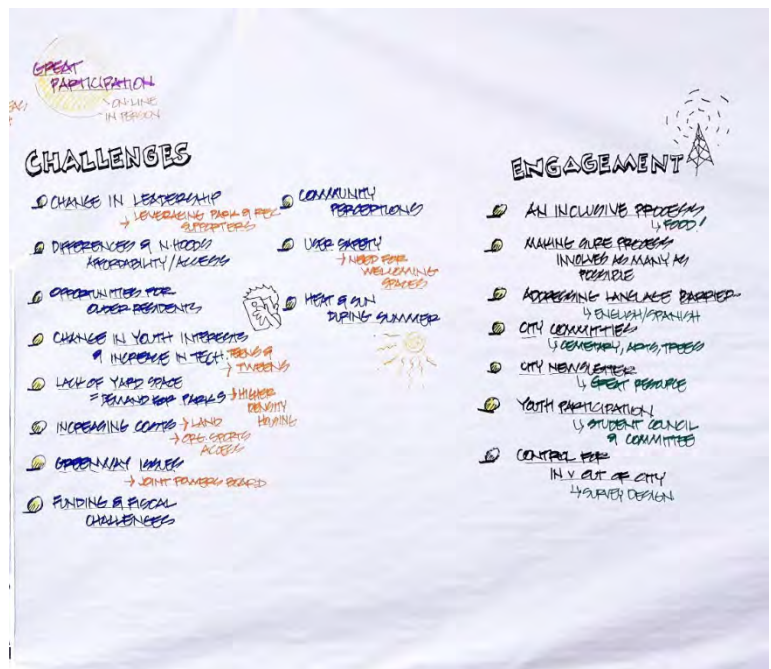 GREAT
PARTICIPATION
ON-LINE
IN PERSON
CHALLENGES
CHANGE IN LEADERSHIP
→ LEVERAGING PARK & REC
SUPPORTERS
DIFFERENCES & N-HOODS
AFFORDABILITY/ACCESS
OPPORTUNITIES FOR
OLDER RESIDENTS
CHANGE IN YOUTH INTERESTS
& INCREASE IN TECH → TEENS &
→ TWEENS
LACK OF YARD SPACE
= DEMAND FOR PARKS → HIGHER
DENSITY
HOUSING
INCREASING COSTS → LAND
→ ORG. SPORTS
ACCESS
GREENWAY ISSUES
→ JOINT POWERS BOARD
FUNDING & FISCAL
CHALLENGES
COMMUNITY
PERCEPTIONS
USER SAFETY
→ NEED FOR
WELCOMING
SPACES
HEAT & SUN
DURING SUMMER
ENGAGEMENT
AN INCLUSIVE PROCESS
↳ FOOD!
MAKING SURE PROCESS
INVOLVES AS MANY AS
POSSIBLE
ADDRESSING LANGUAGE BARRIER
→ ENGLISH/SPANISH
CITY COMMITTIES
↳ CEMETARY, ARTS, TREES
CITY NEWSLETTER
↳ GREAT RESOURCE
YOUTH PARTICIPATION
↳ STUDENT COUNCIL
& COMMITTEE
CONTROL FOR
IN V OUT OF CITY
↳ SURVEY DESIGN